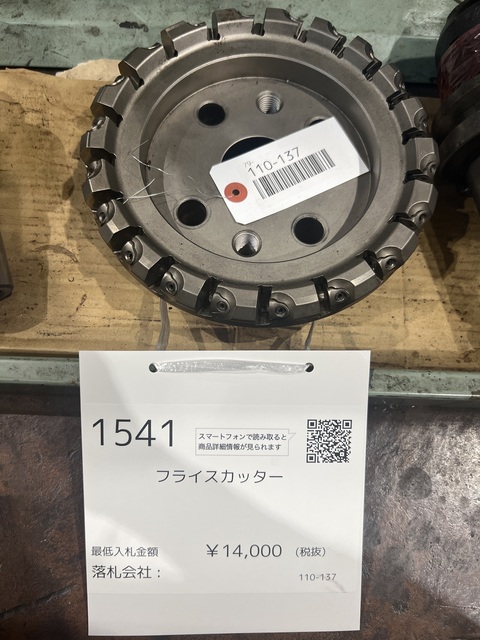 110-137
1541
スマートフォンで読み取ると
商品詳細情報が見られます
フライスカッター
最低入札金額 ￥14,000 (税抜)
落札会社：
110-137